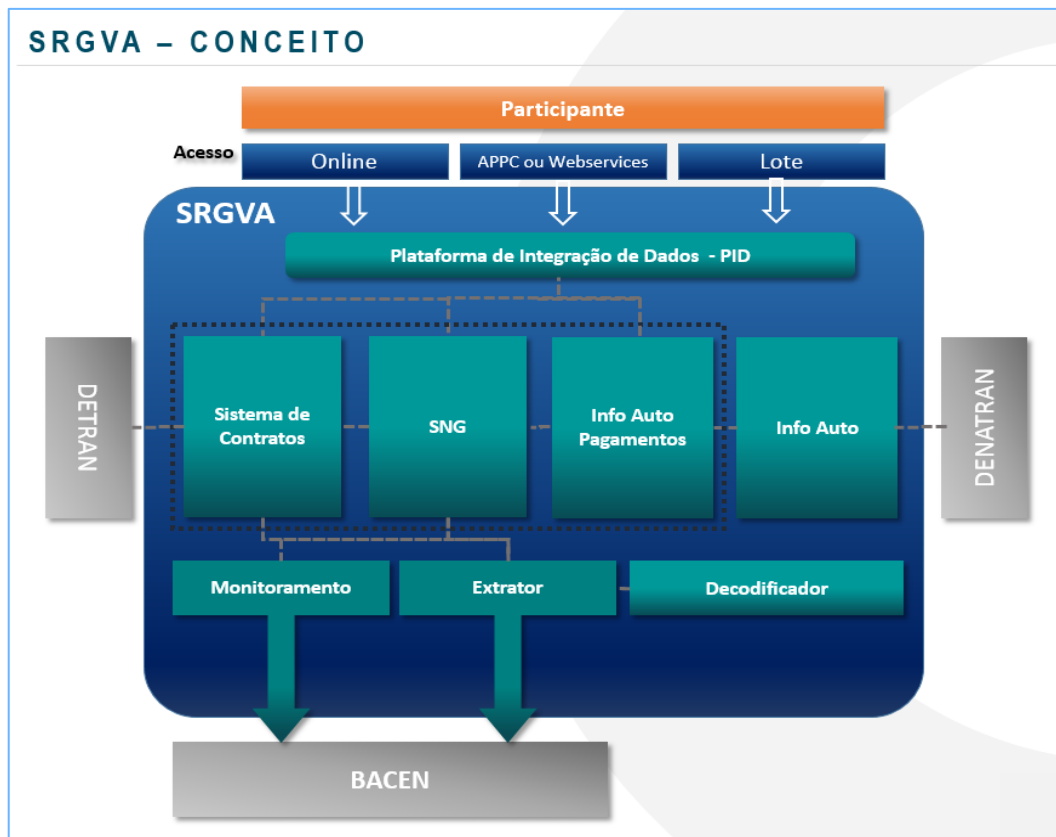 SRGVA – CONCEITO
Participante
Acesso
Online
APPC ou Webservices
Lote
SRGVA
Plataforma de Integração de Dados - PID
DETRAN
Sistema de
Contratos
SNG
Info Auto
Pagamentos
Info Auto
DENATRAN
Monitoramento
Extrator
Decodificador
BACEN